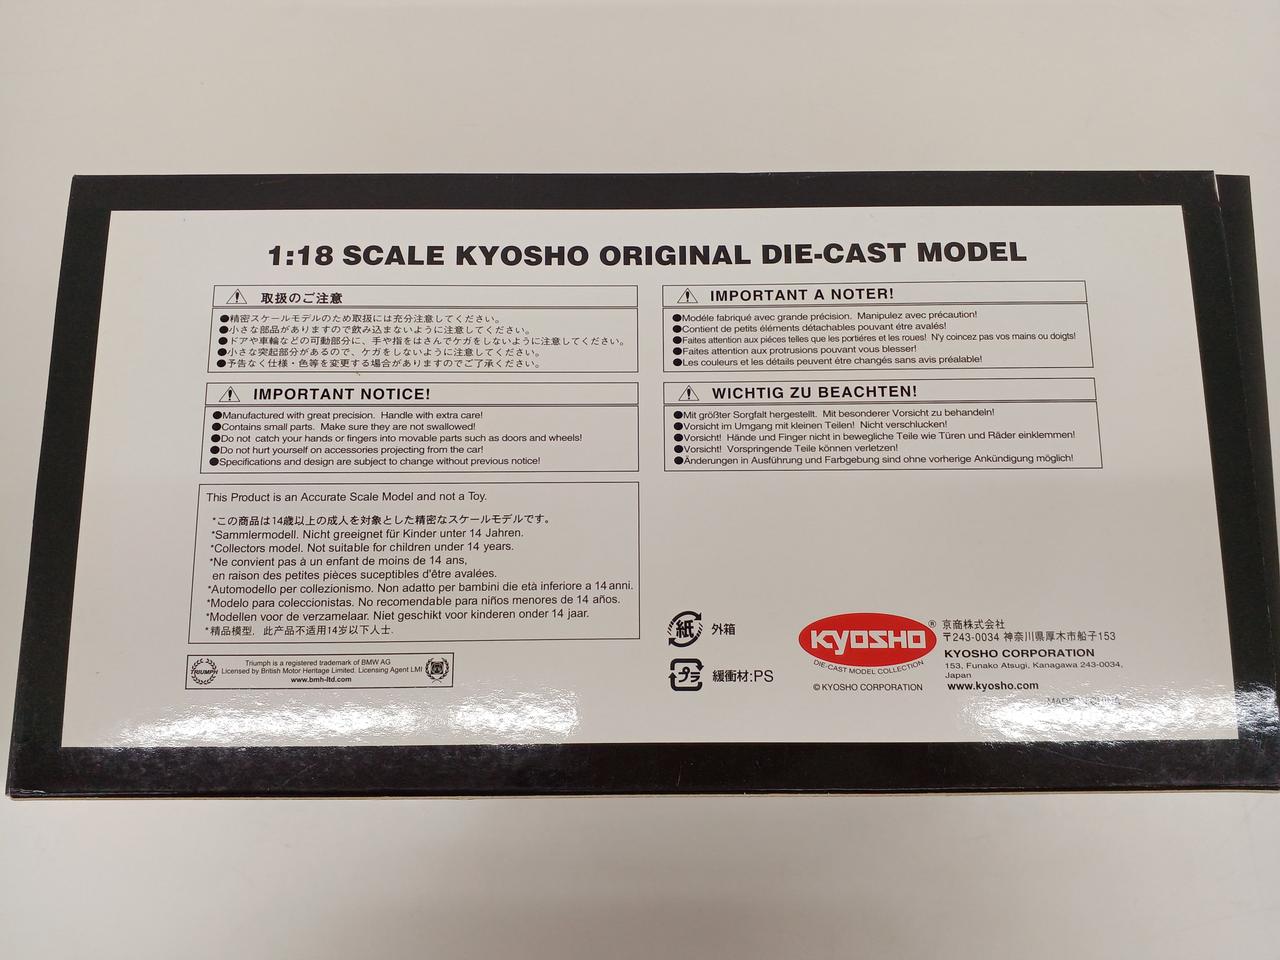 1:18 SCALE KYOSHO ORIGINAL DIE-CAST MODEL
取扱のご注意
●精密スケールモデルのため取扱には充分注意してください。
●小さな部品がありますので飲み込まないように注意してください。
●ドアや車輪などの可動部分に、手や指をはさんでケガをしないように注意してください。
●小さな突起部分があるので、ケガをしないように注意してください。
●予告なく仕様・色等を変更する場合がありますのでご了承ください。
IMPORTANT NOTICE!
●Manufactured with great precision. Handle with extra care!
●Contains small parts. Make sure they are not swallowed!
●Do not catch your hands or fingers into movable parts such as doors and wheels!
●Do not hurt yourself on accessories projecting from the car!
●Specifications and design are subject to change without previous notice!
IMPORTANT A NOTER!
●Modéle fabriqué avec grande précision. Manipulez avec précaution!
●Contient de petits éléments détachables pouvant étre avalés!
●Faites attention aux piéces telles que les portiéres et les roues! N'y coincez pas vos mains ou doigts!
●Faites attention aux protrusions pouvant vous blesser!
●Les couleurs et les détails peuvent étre changés sans avis préalable!
WICHTIG ZU BEACHTEN!
●Mit größter Sorgfalt hergestellt. Mit besonderer Vorsicht zu behandeln!
●Vorsicht im Umgang mit kleinen Teilen! Nicht verschlucken!
●Vorsicht! Hände und Finger nicht in bewegliche Teile wie Türen und Räder einklemmen!
●Vorsicht! Vorspringende Teile können verletzen!
●Änderungen in Ausführung und Farbgebung sind ohne vorherige Ankündigung möglich!
This Product is an Accurate Scale Model and not a Toy.
*この商品は14歳以上の成人を対象とした精密なスケールモデルです。
*Sammlermodell. Nicht greeignet für Kinder unter 14 Jahren.
*Collectors model. Not suitable for children under 14 years.
*Ne convient pas à un enfant de moins de 14 ans,
en raison des petites pièces suceptibles d'être avalées.
*Automodello per collezionismo. Non adatto per bambini die età inferiore a 14 anni.
*Modelo para coleccionistas. No recomendable para niños menores de 14 años.
*Modellen voor de verzamelaar. Niet geschikt voor kinderen onder 14 jaar.
*精品模型，此产品不适用14岁以下人士.
TRIUMPH
Triumph is a registered trademark of BMW AG
Licensed by British Motor Heritage Limited. Licensing Agent LMI
www.bmh-ltd.com
紙 外箱
プラ 緩衝材:PS
KYOSHO®
DIE-CAST MODEL COLLECTION
© KYOSHO CORPORATION
京商株式会社
〒243-0034 神奈川県厚木市船子153
KYOSHO CORPORATION
153, Funako Atsugi, Kanagawa 243-0034,
Japan
www.kyosho.com
MADE IN CHINA